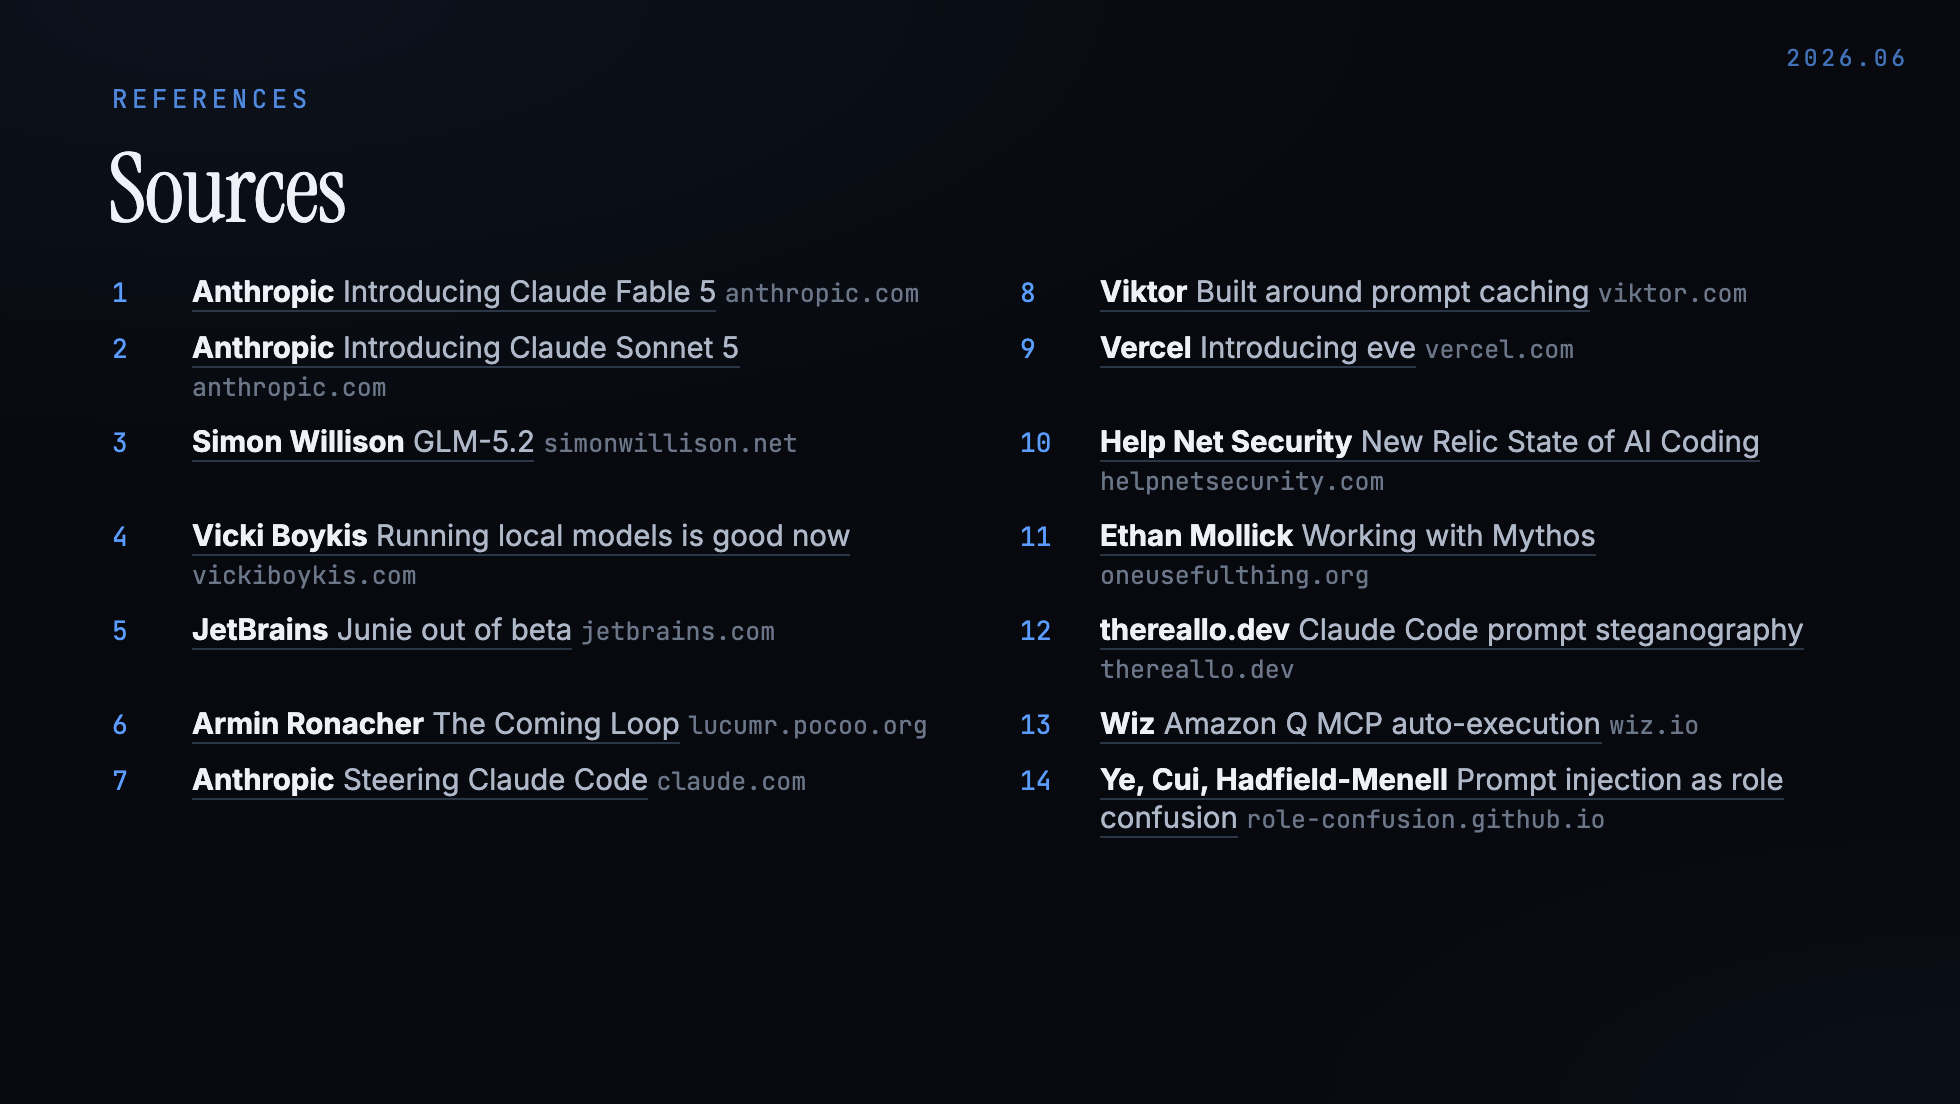 2026.06
REFERENCES
Sources
1 Anthropic Introducing Claude Fable 5 anthropic.com
2 Anthropic Introducing Claude Sonnet 5
anthropic.com
3 Simon Willison GLM-5.2 simonwillison.net
4 Vicki Boykis Running local models is good now
vickiboykis.com
5 JetBrains Junie out of beta jetbrains.com
6 Armin Ronacher The Coming Loop lucumr.pocoo.org
7 Anthropic Steering Claude Code claude.com
8 Viktor Built around prompt caching viktor.com
9 Vercel Introducing eve vercel.com
10 Help Net Security New Relic State of AI Coding
helpnetsecurity.com
11 Ethan Mollick Working with Mythos
oneusefulthing.org
12 thereallo.dev Claude Code prompt steganography
thereallo.dev
13 Wiz Amazon Q MCP auto-execution wiz.io
14 Ye, Cui, Hadfield-Menell Prompt injection as role
confusion role-confusion.github.io